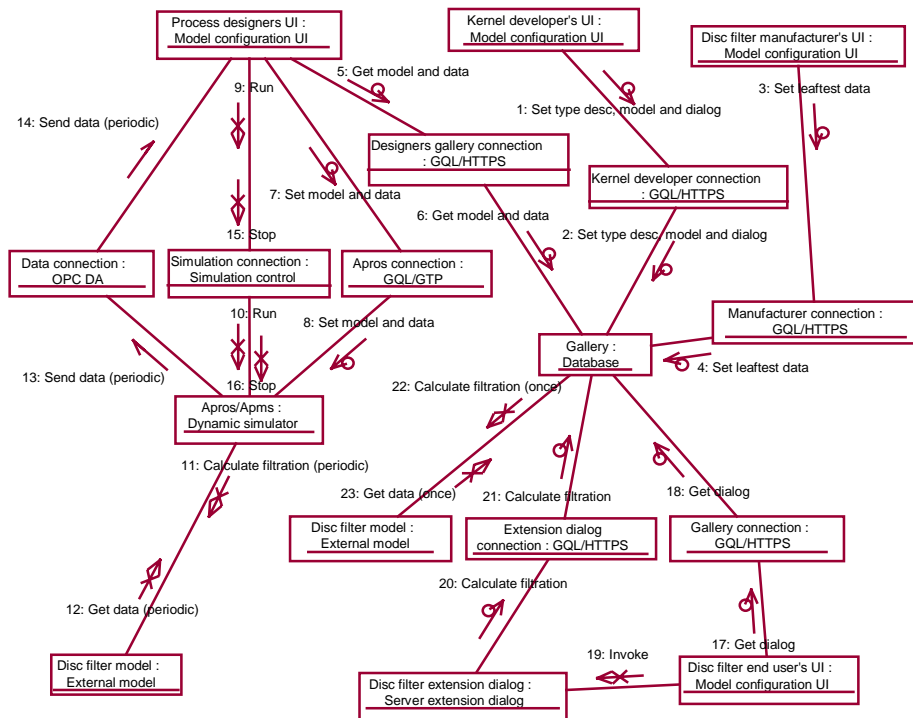 Process designers UI :
Model configuration UI
Kernel developer's UI :
Model configuration UI
Disc filter manufacturer's UI :
Model configuration UI
5: Get model and data
9: Run
3: Set leaftest data
1: Set type desc, model and dialog
14: Send data (periodic)
Designers gallery connection
: GQL/HTTPS
Kernel developer connection
: GQL/HTTPS
7: Set model and data
6: Get model and data
15: Stop
2: Set type desc, model and dialog
Data connection :
OPC DA
Simulation connection :
Simulation control
Apros connection :
GQL/GTP
Manufacturer connection :
GQL/HTTPS
10: Run
8: Set model and data
Gallery :
Database
4: Set leaftest data
13: Send data (periodic)
16: Stop
22: Calculate filtration (once)
Apros/Apms :
Dynamic simulator
11: Calculate filtration (periodic)
23: Get data (once)
21: Calculate filtration
18: Get dialog
Disc filter model :
External model
Extension dialog
connection : GQL/HTTPS
Gallery connection :
GQL/HTTPS
20: Calculate filtration
12: Get data (periodic)
17: Get dialog
19: Invoke
Disc filter model :
External model
Disc filter extension dialog :
Server extension dialog
Disc filter end user's UI :
Model configuration UI